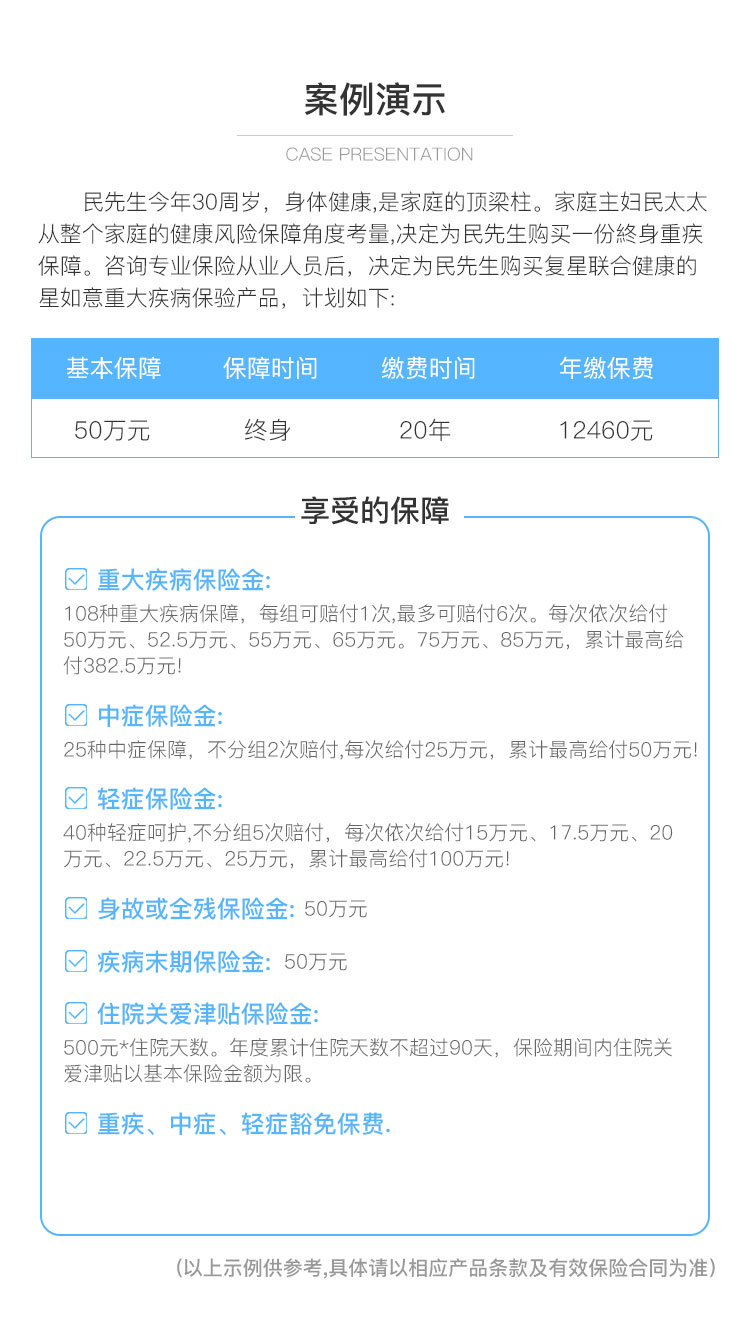 案例演示
CASE PRESENTATION
民先生今年30周岁，身体健康,是家庭的顶梁柱。家庭主妇民太太
从整个家庭的健康风险保障角度考量,决定为民先生购买一份終身重疾
保障。咨询专业保险从业人员后，决定为民先生购买复星联合健康的
星如意重大疾病保验产品，计划如下:
基本保障 保障时间 缴费时间 年缴保费
50万元 终身 20年 12460元
享受的保障
重大疾病保险金:
108种重大疾病保障，每组可赔付1次,最多可赔付6次。每次依次给付
50万元、52.5万元、55万元、65万元。75万元、85万元，累计最高给
付382.5万元!
中症保险金:
25种中症保障，不分组2次赔付,每次给付25万元，累计最高给付50万元!
轻症保险金:
40种轻症呵护,不分组5次赔付，每次依次给付15万元、17.5万元、20
万元、22.5万元、25万元，累计最高给付100万元!
身故或全残保险金: 50万元
疾病末期保险金: 50万元
住院关爱津贴保险金:
500元*住院天数。年度累计住院天数不超过90天，保险期间内住院关
爱津贴以基本保险金额为限。
重疾、中症、轻症豁免保费.
(以上示例供参考,具体请以相应产品条款及有效保险合同为准)